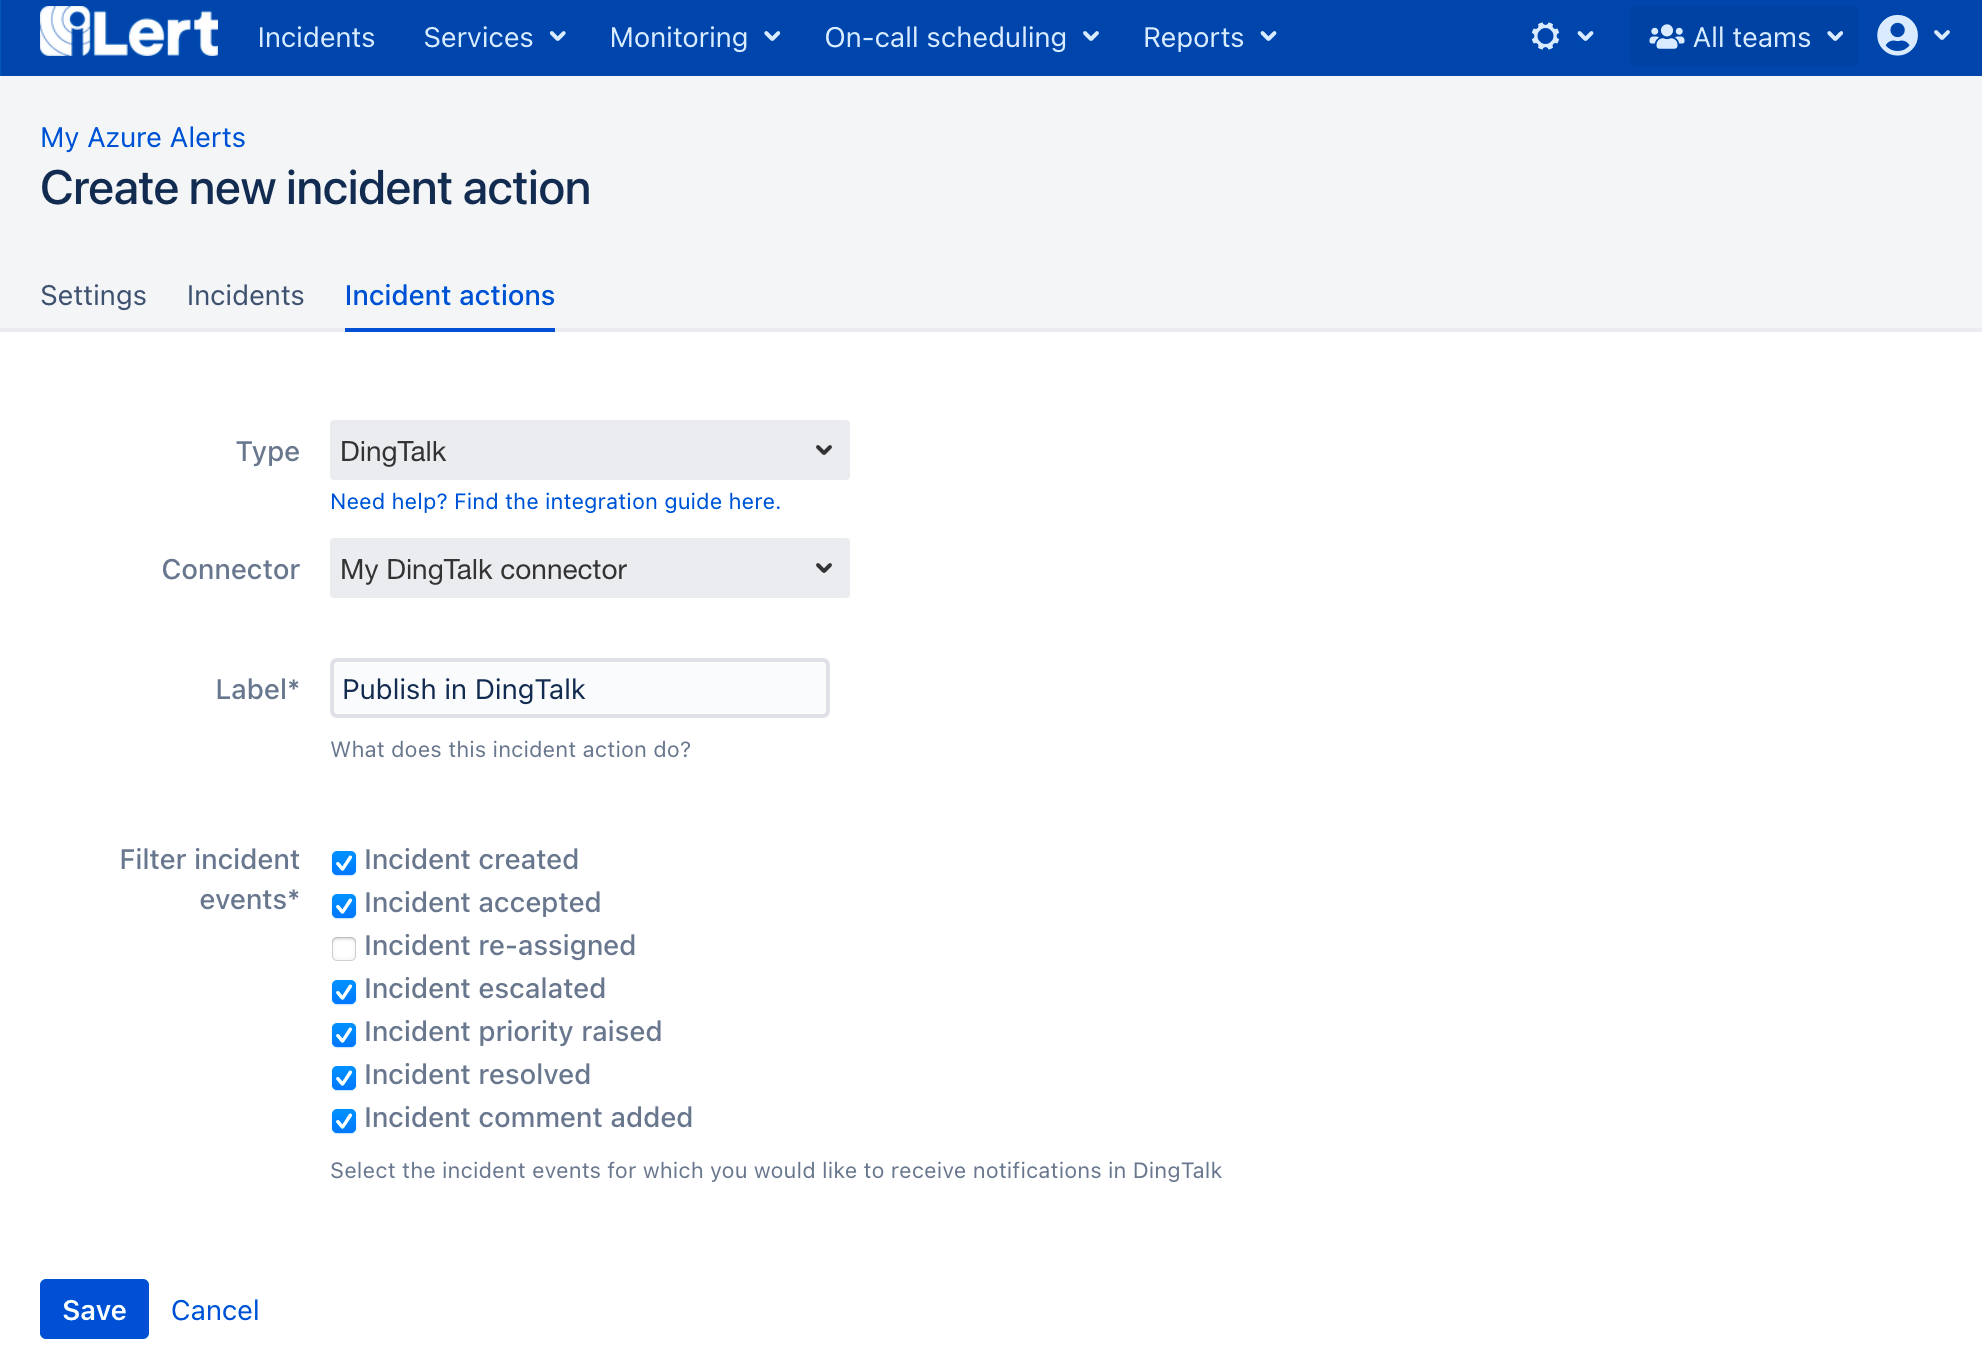 iLert Incidents Services Monitoring On-call scheduling Reports All teams
My Azure Alerts
Create new incident action
Settings Incidents Incident actions
Type DingTalk
Need help? Find the integration guide here.
Connector My DingTalk connector
Label* Publish in DingTalk
What does this incident action do?
Filter incident events*
Incident created
Incident accepted
Incident re-assigned
Incident escalated
Incident priority raised
Incident resolved
Incident comment added
Select the incident events for which you would like to receive notifications in DingTalk
Save Cancel